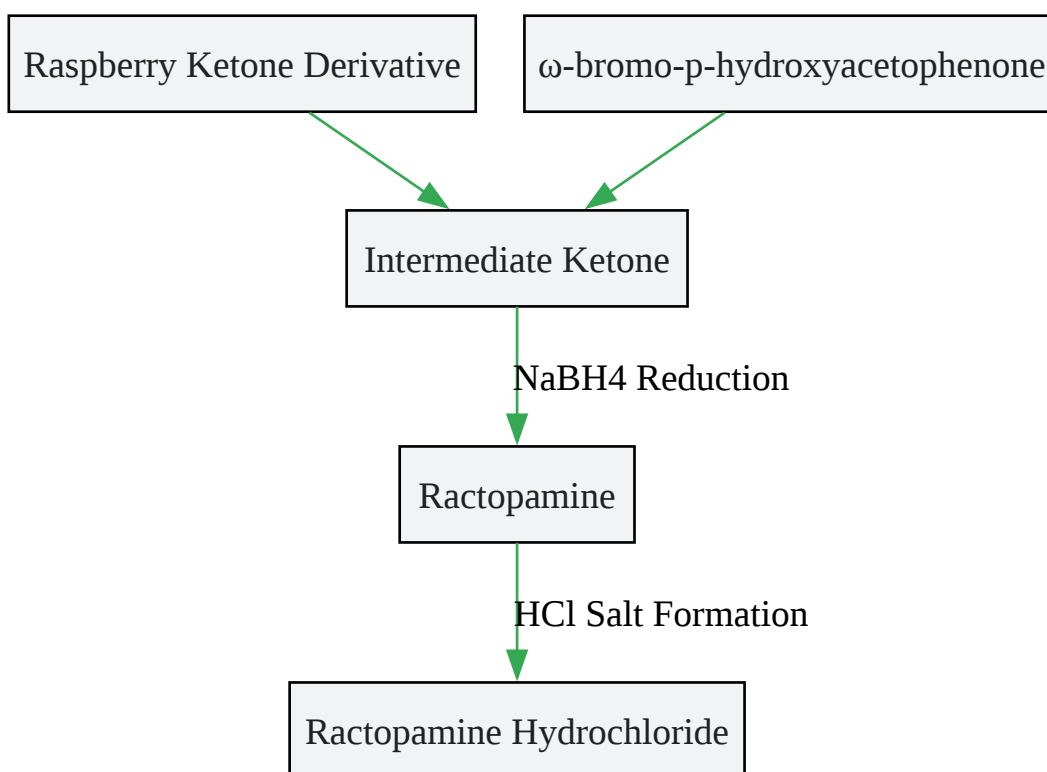 Raspberry Ketone Derivative
ω-bromo-p-hydroxyacetophenone
Intermediate Ketone
NaBH4 Reduction
Ractopamine
HCl Salt Formation
Ractopamine Hydrochloride